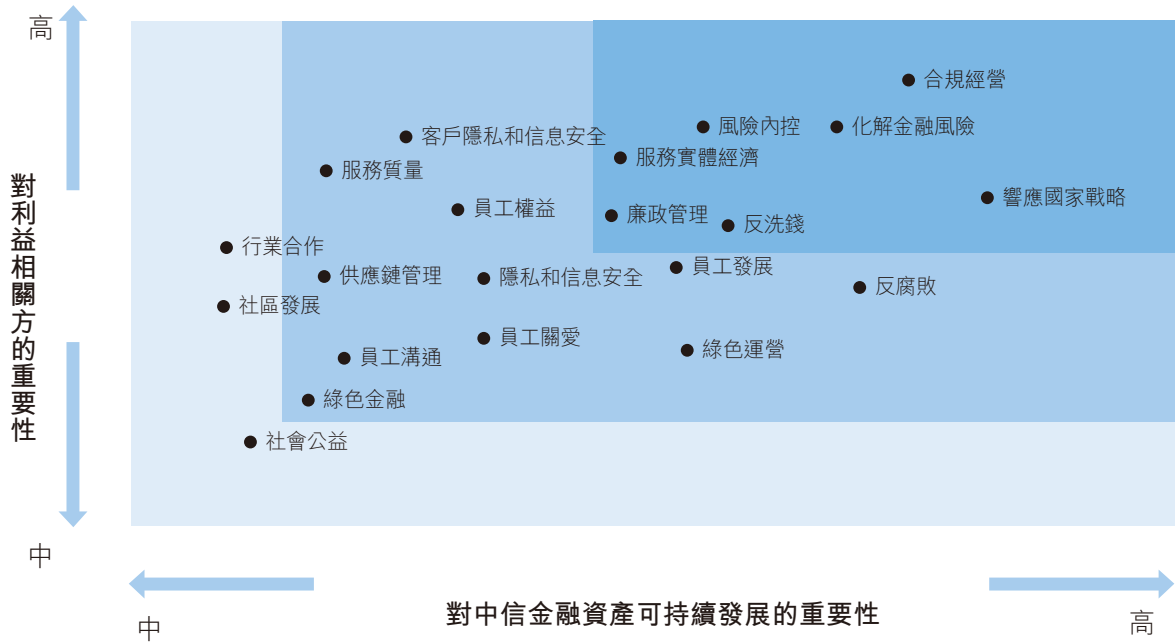 高
合規經營
風險內控
化解金融風險
客戶隱私和信息安全
服務實體經濟
服務質量
響應國家戰略
員工權益
廉政管理
反洗錢
行業合作
員工發展
供應鏈管理
隱私和信息安全
反腐敗
社區發展
員工關愛
綠色運營
員工溝通
綠色金融
社會公益
對利益相關方的重要性
中
對中信金融資產可持續發展的重要性
中
高